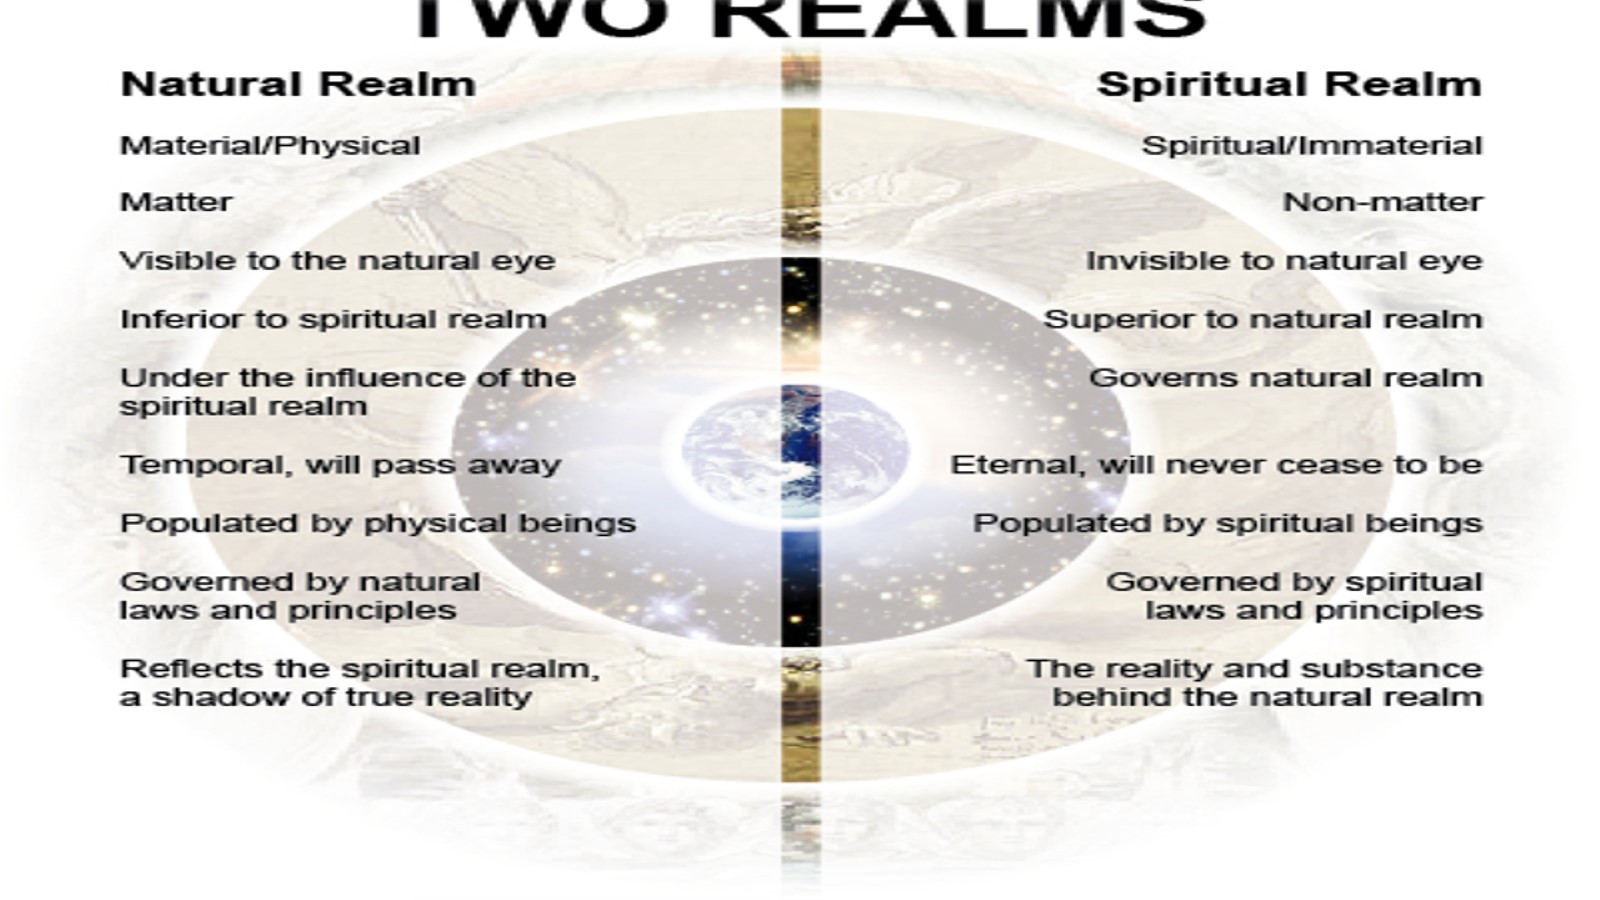 TWO REALMS
Natural Realm
Material/Physical
Matter
Visible to the natural eye
Inferior to spiritual realm
Under the influence of the
spiritual realm
Temporal, will pass away
Populated by physical beings
Governed by natural
laws and principles
Reflects the spiritual realm,
a shadow of true reality
Spiritual Realm
Spiritual/Immaterial
Non-matter
Invisible to natural eye
Superior to natural realm
Governs natural realm
Eternal, will never cease to be
Populated by spiritual beings
Governed by spiritual
laws and principles
The reality and substance
behind the natural realm